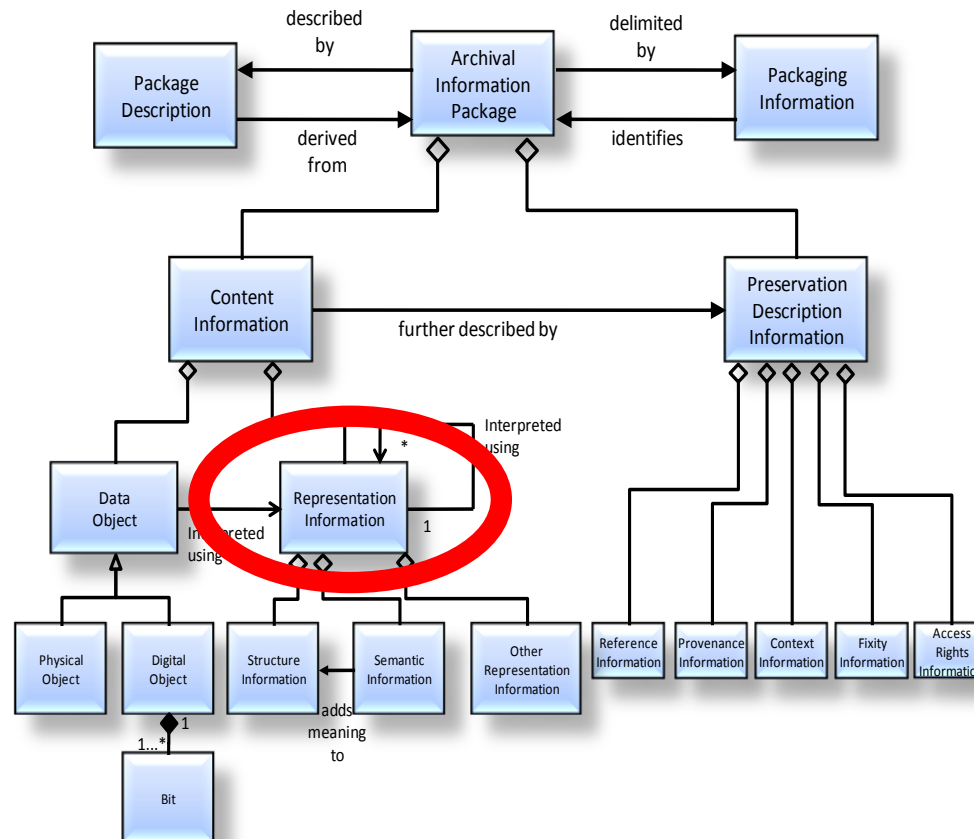 described
by
Archival
Information
Package
delimited
by
Package
Description
Packaging
Information
derived
from
identifies
Content
Information
Preservation
Description
Information
further described by
Interpreted
using
*
Data
Object
Representation
Information
1
Interpreted
using
Physical
Object
Digital
Object
Structure
Information
Semantic
Information
Other
Representation
Information
Reference
Information
Provenance
Information
Context
Information
Fixity
Information
Access
Rights
Informatio
adds
meaning
to
1
1...*
Bit